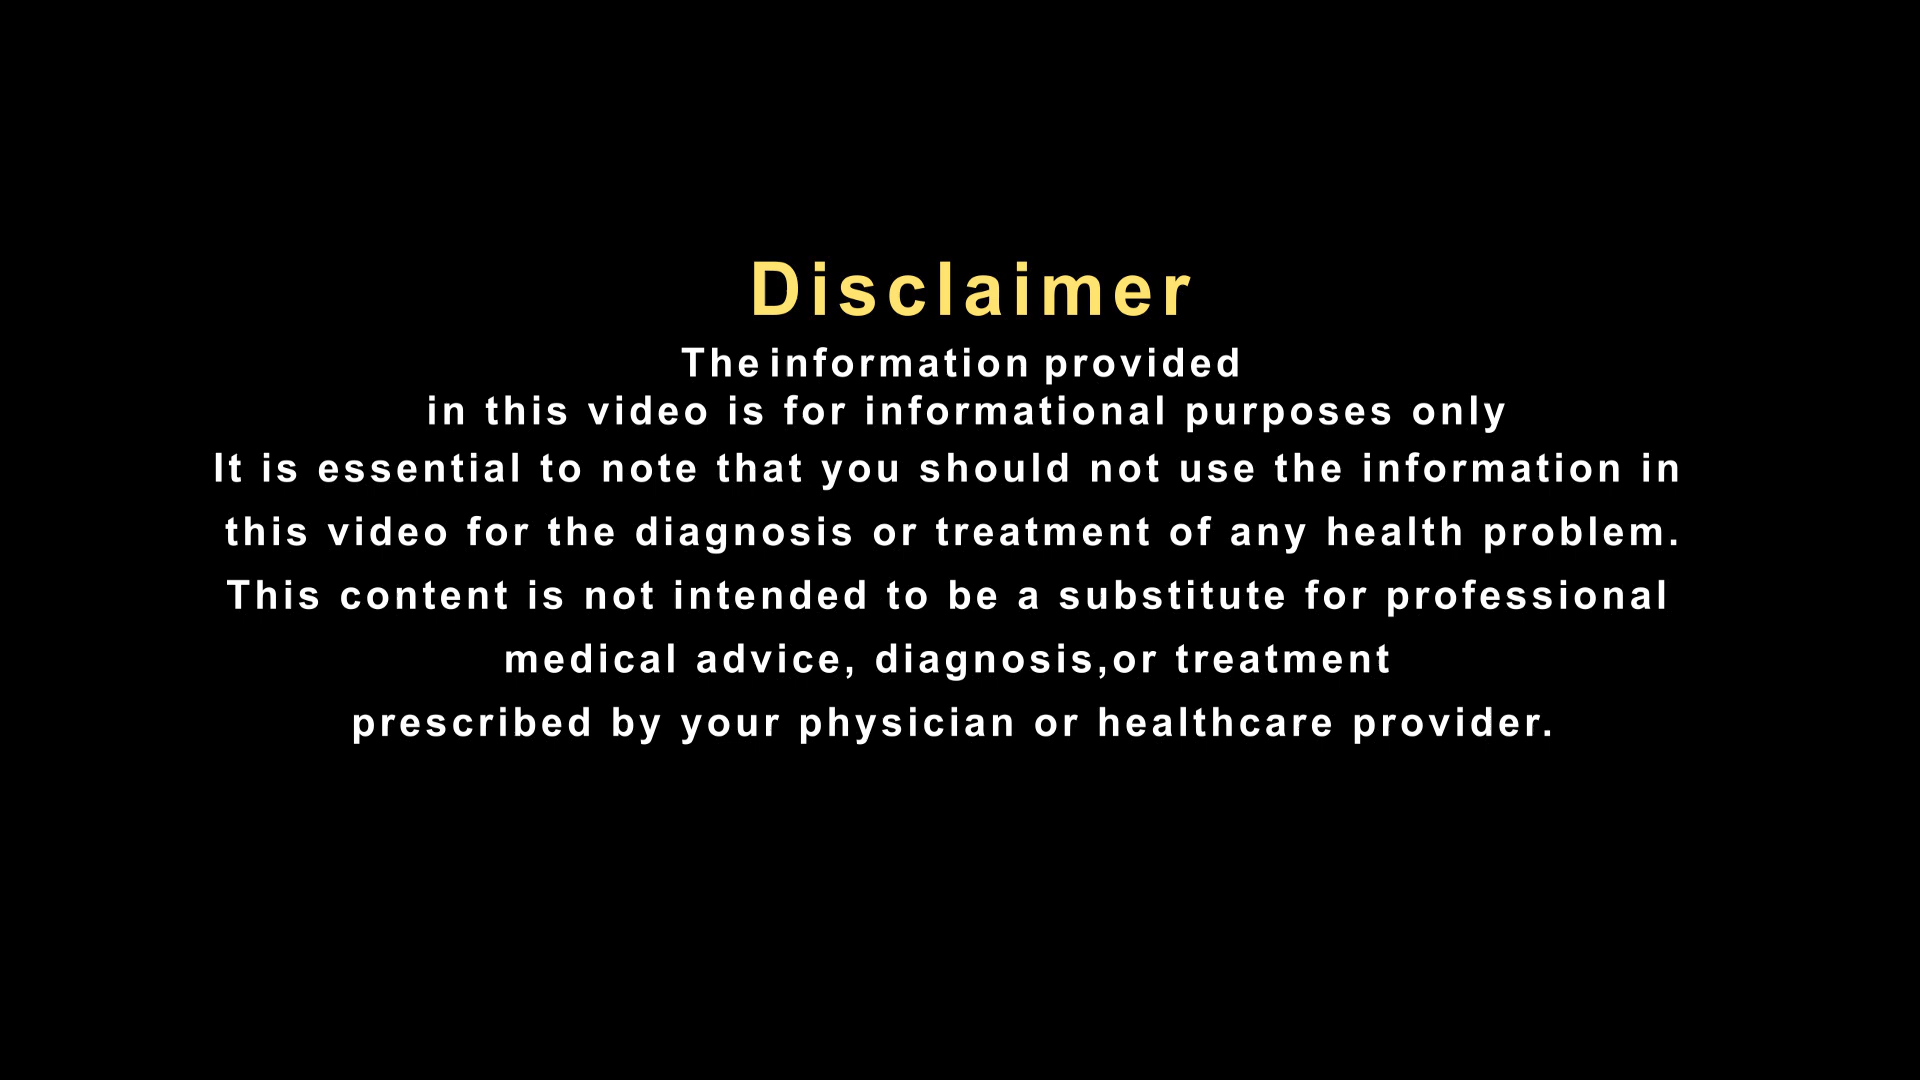 Disclaimer
The information provided
in this video is for informational purposes only
It is essential to note that you should not use the information in
this video for the diagnosis or treatment of any health problem.
This content is not intended to be a substitute for professional
medical advice, diagnosis,or treatment
prescribed by your physician or healthcare provider.